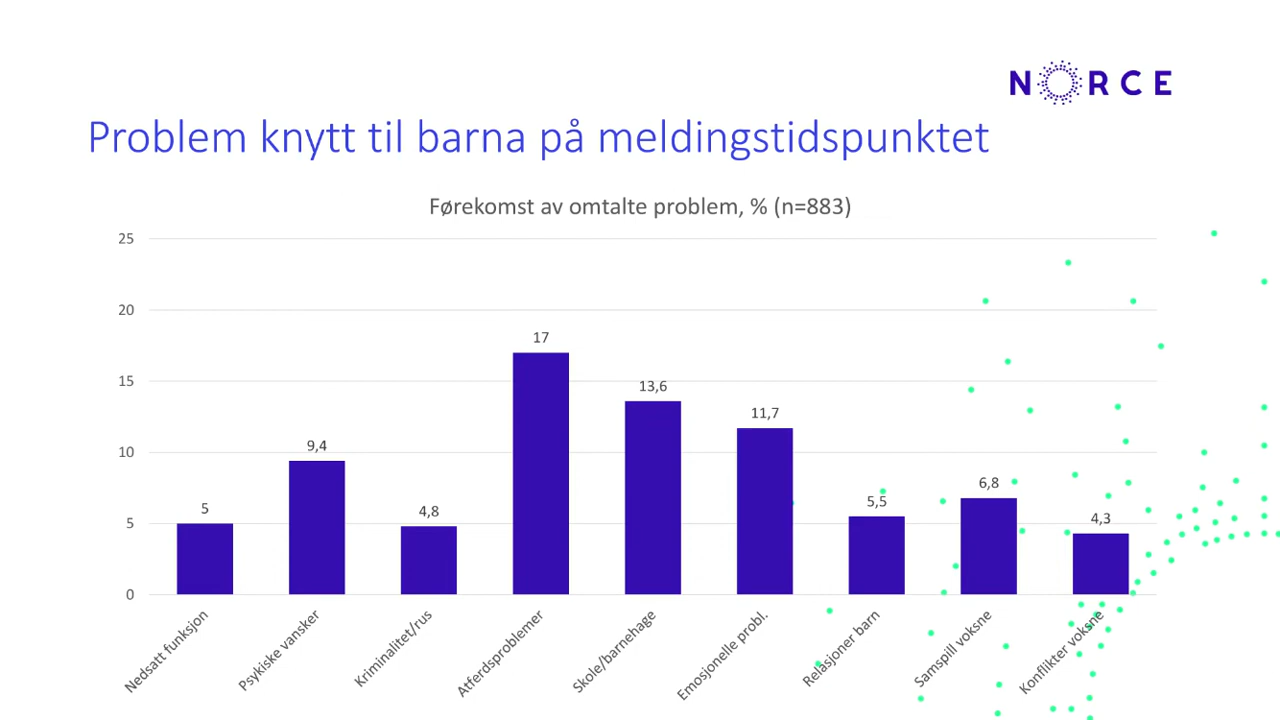 NORCE
Problem knytt til barna på meldingstidspunktet
Førekomst av omtalte problem, % (n=883)
25
20
15
10
5
0
5
9,4
4,8
17
13,6
11,7
5,5
6,8
4,3
Nedsatt funksjon
Psykiske vansker
Kriminalitet/rus
Atferdsproblemer
Skole/barnehage
Emosjonelle probl.
Relasjoner barn
Samspill voksne
Konflikter voksne